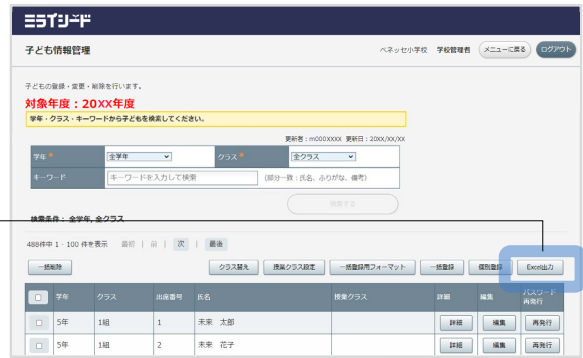 ミライシード
子ども情報管理 ベネッセ小学校 学校管理者 メニューに戻る ログアウト
子どもの登録・変更・削除を行います。
対象年度：20XX年度
学年・クラス・キーワードから子どもを検索してください。
更新者：m000XXXX 更新日：20XX/XX/XX
学年* 全学年 クラス* 全クラス
キーワード キーワードを入力して検索 (部分一致：氏名、ふりがな、備考)
検索する
検索条件： 全学年, 全クラス
488件中 1 - 100 件を表示 最初 | 前 | 次 | 最後
一括削除 クラス替え 授業クラス設定 一括登録用フォーマット 一括登録 個別登録 Excel出力
学年 クラス 出席番号 氏名 授業クラス 詳細 編集 パスワード再発行
5年 1組 1 未来 太郎 詳細 編集 再発行
5年 1組 2 未来 花子 詳細 編集 再発行